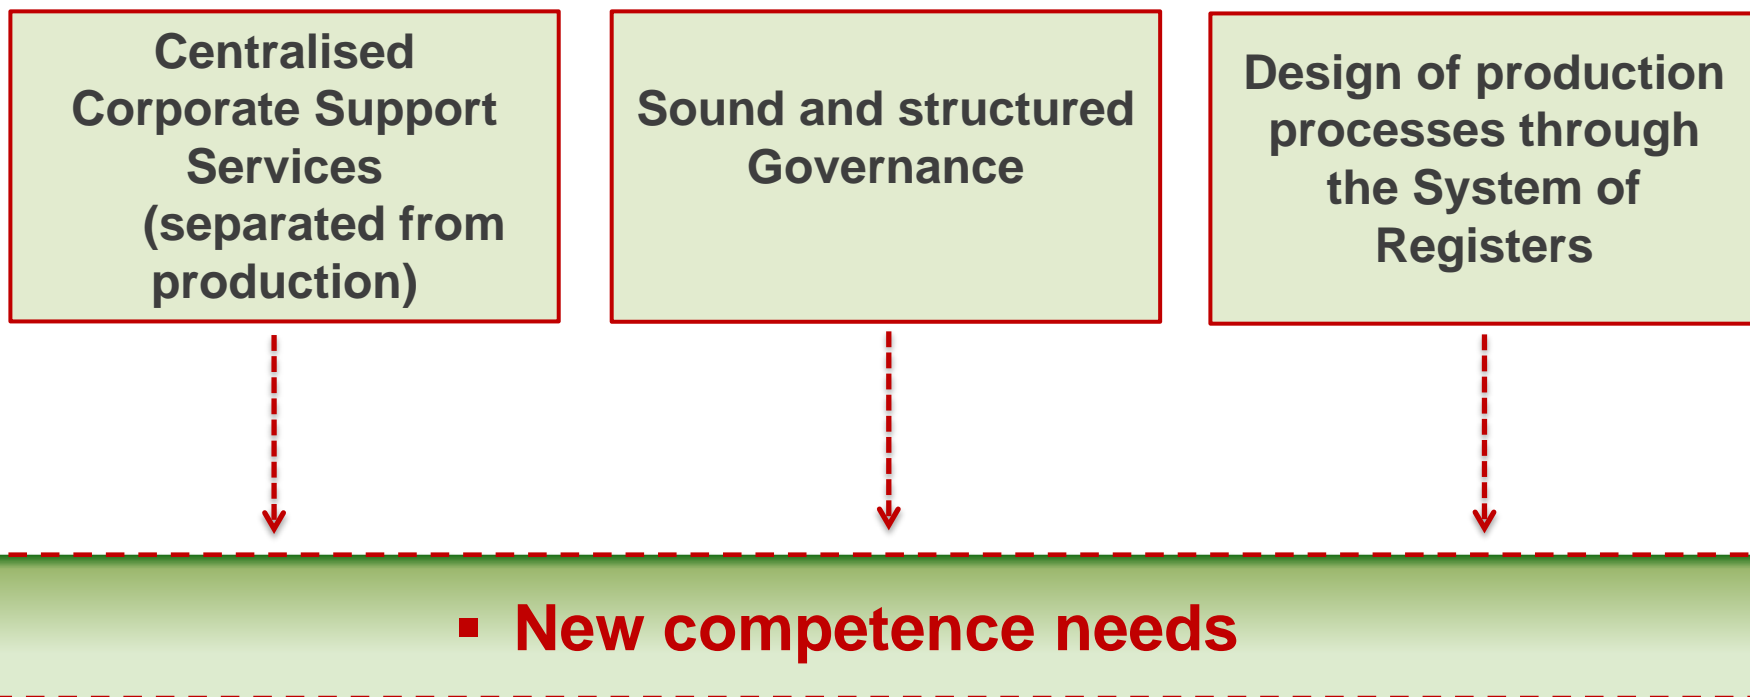 Centralised
Corporate Support
Services
(separated from
production)
Sound and structured
Governance
Design of production
processes through
the System of
Registers
▪ New competence needs